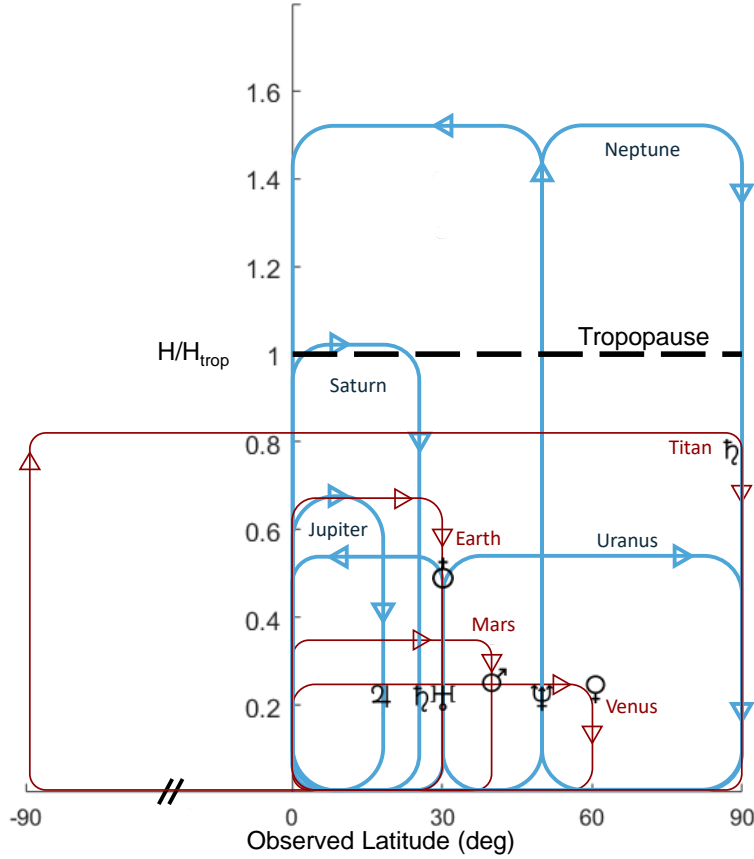 1.6
1.4
Neptune
1.2
Tropopause
H/Htrop
1
Saturn
0.8
Titan
♄
0.6
Jupiter
Earth
Uranus
♁
0.4
Mars
♂
♀
0.2
♃
♄
♅
♆
Venus
-90
0
30
60
90
Observed Latitude (deg)